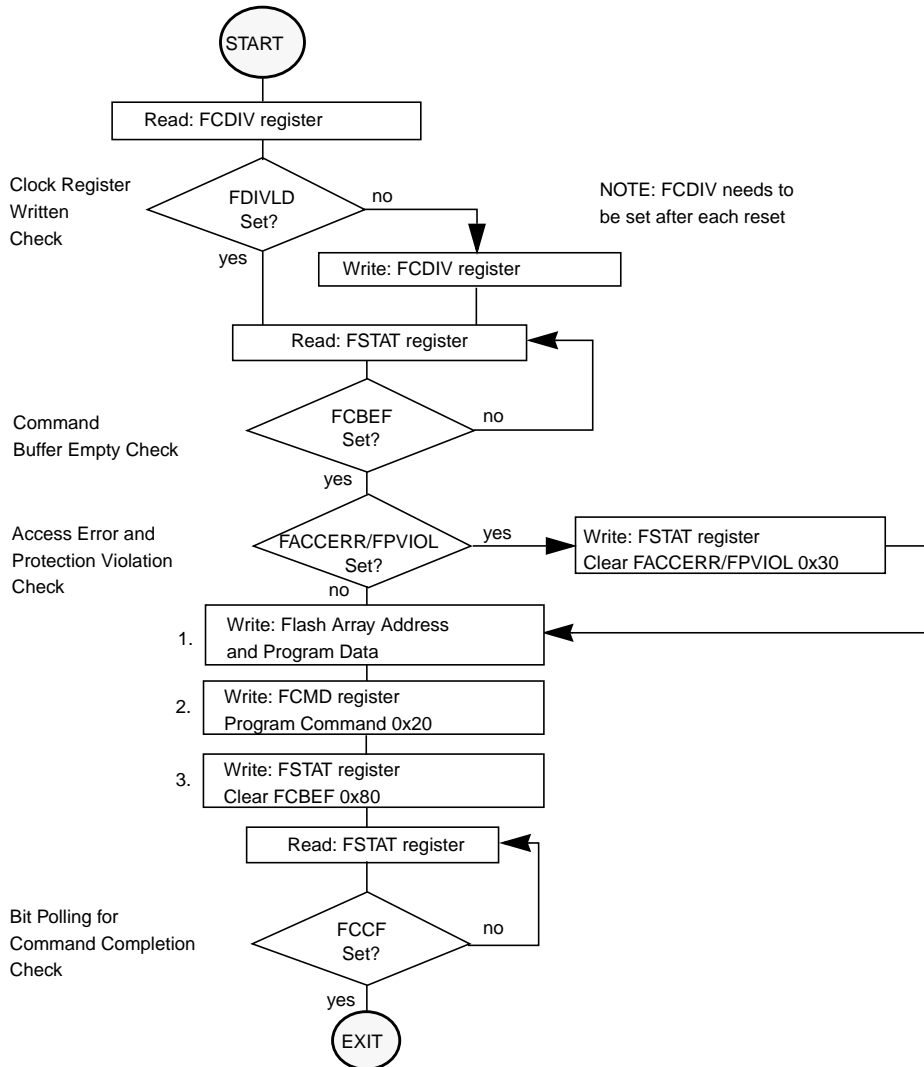 START
Read: FCDIV register
Clock Register
Written
Check
FDIVLD
Set?
no
yes
NOTE: FCDIV needs to
be set after each reset
Write: FCDIV register
Read: FSTAT register
Command
Buffer Empty Check
FCBEF
Set?
no
yes
Access Error and
Protection Violation
Check
FACCERR/FPVIOL
Set?
yes
no
Write: FSTAT register
Clear FACCERR/FPVIOL 0x30
1.
Write: Flash Array Address
and Program Data
2.
Write: FCMD register
Program Command 0x20
3.
Write: FSTAT register
Clear FCBEF 0x80
Read: FSTAT register
Bit Polling for
Command Completion
Check
FCCF
Set?
no
yes
EXIT